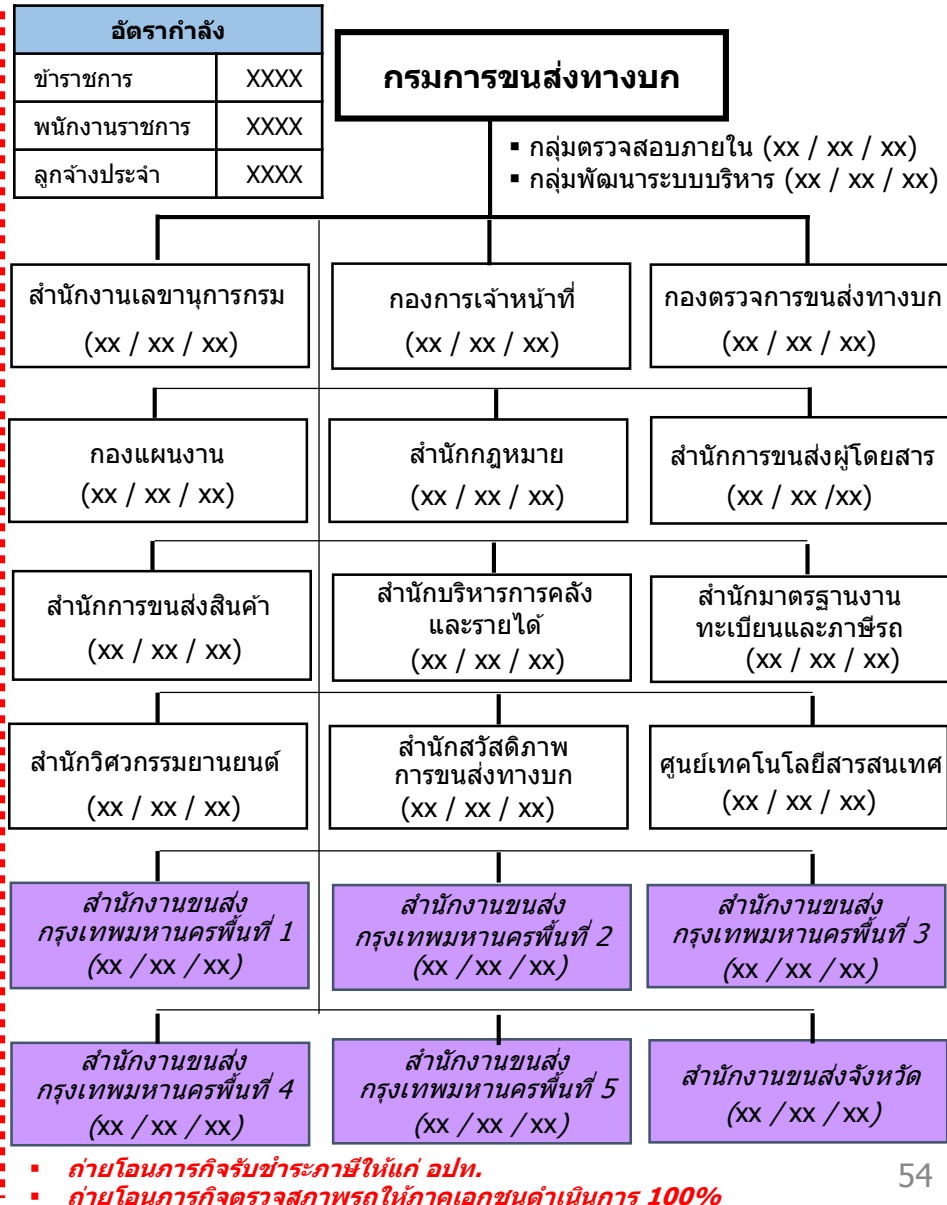 อัตรากำลัง
ข้าราชการ XXXX
พนักงานราชการ XXXX
ลูกจ้างประจำ XXXX
กรมการขนส่งทางบก
▪ กลุ่มตรวจสอบภายใน (xx / xx / xx)
▪ กลุ่มพัฒนาระบบบริหาร (xx / xx / xx)
สำนักงานเลขานุการกรม
(xx / xx / xx)
กองการเจ้าหน้าที่
(xx / xx / xx)
กองตรวจการขนส่งทางบก
(xx / xx / xx)
กองแผนงาน
(xx / xx / xx)
สำนักกฎหมาย
(xx / xx / xx)
สำนักการขนส่งผู้โดยสาร
(xx / xx /xx)
สำนักการขนส่งสินค้า
(xx / xx / xx)
สำนักบริหารการคลัง
และรายได้
(xx / xx / xx)
สำนักมาตรฐานงาน
ทะเบียนและภาษีรถ
(xx / xx / xx)
สำนักวิศวกรรมยานยนต์
(xx / xx / xx)
สำนักสวัสดิภาพ
การขนส่งทางบก
(xx / xx / xx)
ศูนย์เทคโนโลยีสารสนเทศ
(xx / xx / xx)
สำนักงานขนส่ง
กรุงเทพมหานครพื้นที่ 1
(xx / xx / xx)
สำนักงานขนส่ง
กรุงเทพมหานครพื้นที่ 2
(xx / xx / xx)
สำนักงานขนส่ง
กรุงเทพมหานครพื้นที่ 3
(xx / xx / xx)
สำนักงานขนส่ง
กรุงเทพมหานครพื้นที่ 4
(xx / xx / xx)
สำนักงานขนส่ง
กรุงเทพมหานครพื้นที่ 5
(xx / xx / xx)
สำนักงานขนส่งจังหวัด
(xx / xx / xx)
▪ ถ่ายโอนภารกิจรับชำระภาษีให้แก่ อปท.
▪ ถ่ายโอนภารกิจตรวจสภาพรถให้ภาคเอกชนดำเนินการ 100%
54